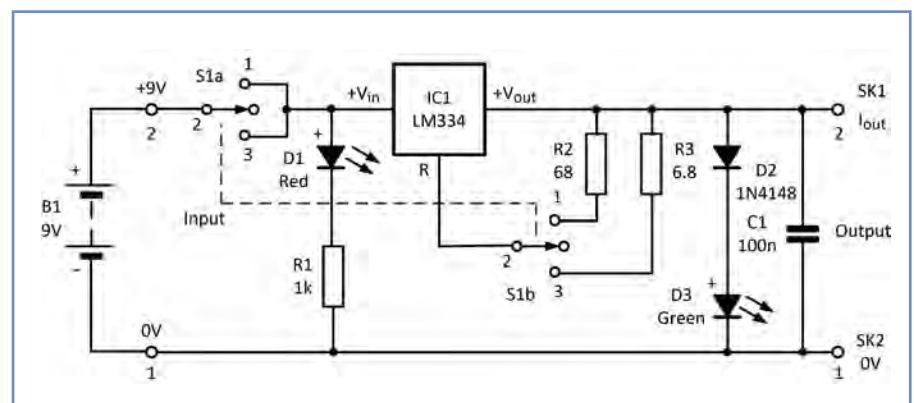 S1a
1
+9V
2
2
3
+
B1
9V
–
Input
0V
1
+
D1
Red
R1
1k
+Vin
IC1
LM334
+Vout
R
R2
68
R3
6.8
1
2
3
S1b
D2
1N4148
C1
100n
+
D3
Green
SK1
2
Iout
Output
SK2
1
0V